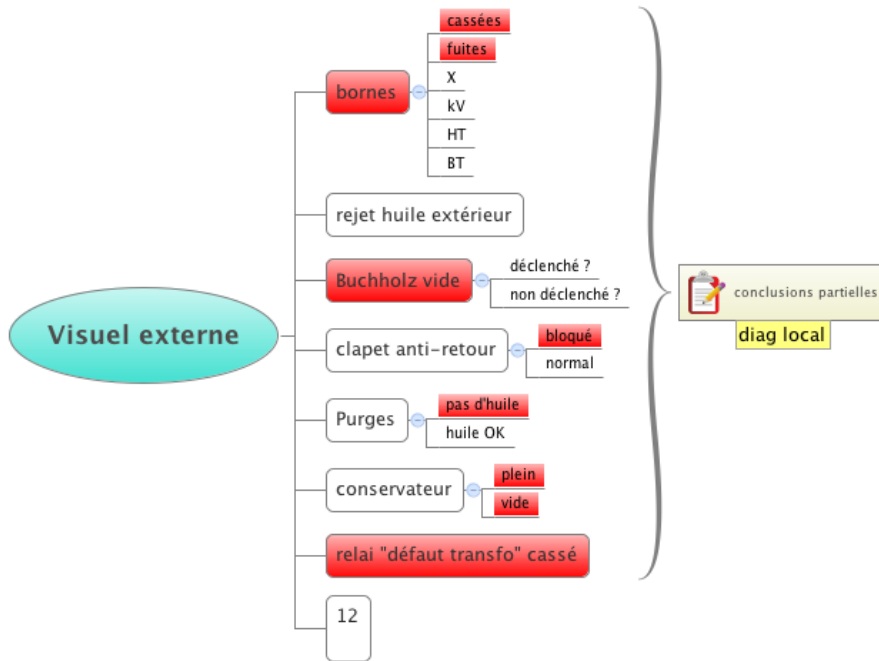 Visuel externe
bornes
cassées
fuites
X
kV
HT
BT
rejet huile extérieur
Buchholz vide
déclenché ?
non déclenché ?
clapet anti-retour
bloqué
normal
Purges
pas d'huile
huile OK
conservateur
plein
vide
relai "défaut transfo" cassé
12
conclusions partielles
diag local